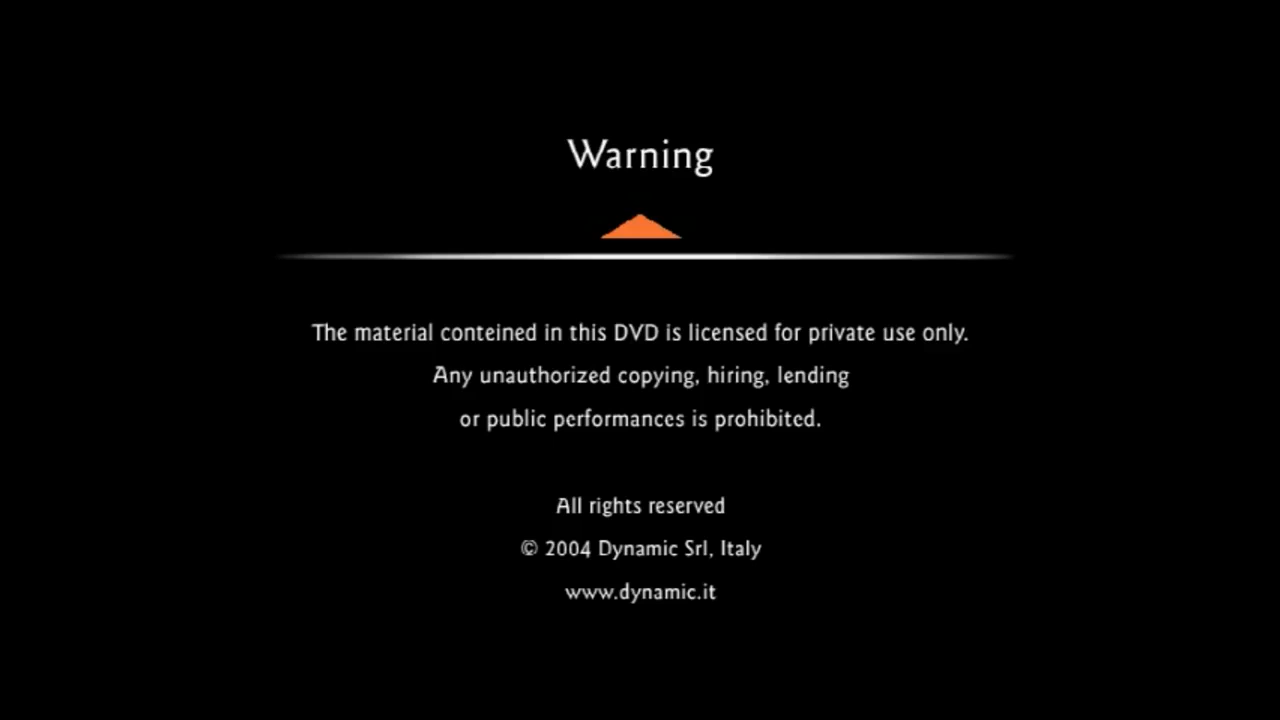 Warning
The material conteined in this DVD is licensed for private use only.
Any unauthorized copying, hiring, lending
or public performances is prohibited.
All rights reserved
© 2004 Dynamic Srl, Italy
www.dynamic.it